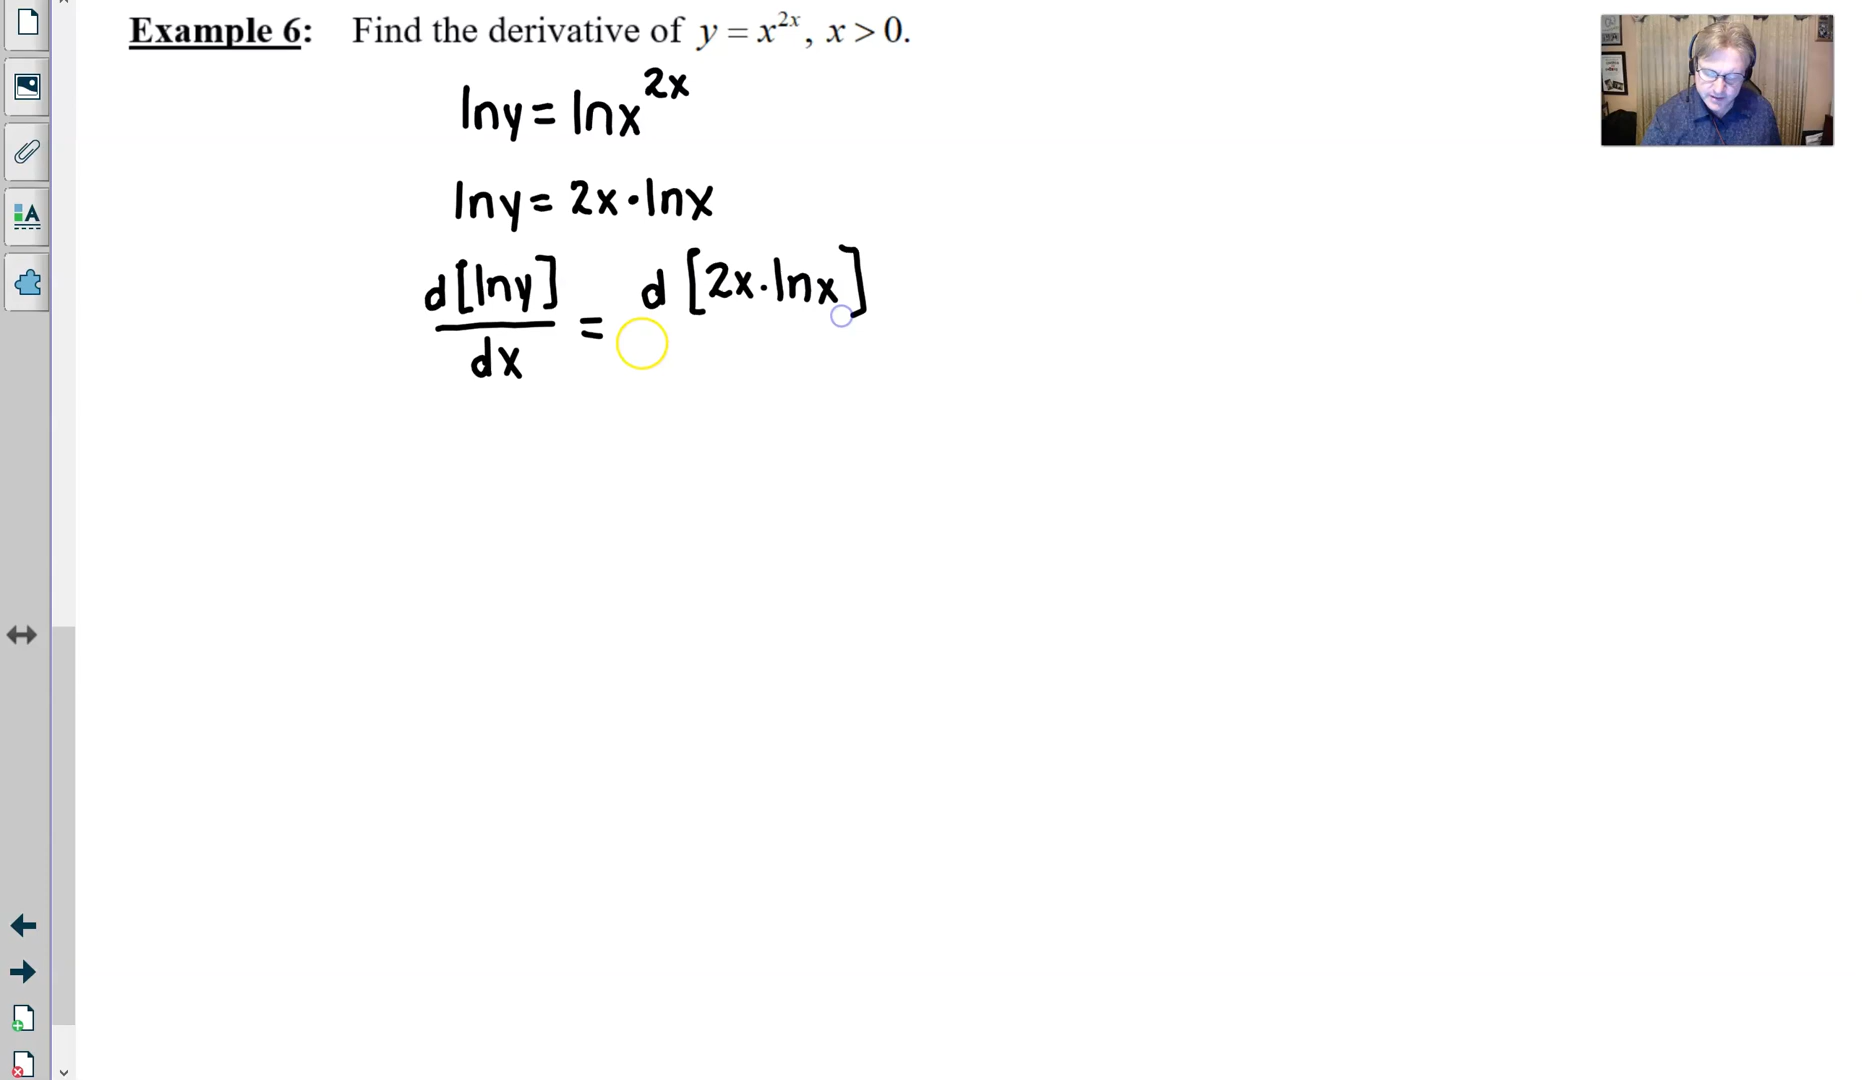 Example 6: Find the derivative of y = x^{2x}, x > 0.
lny = lnx^{2x}
lny = 2x·lnx
d[lny]/dx = d[2x·lnx]